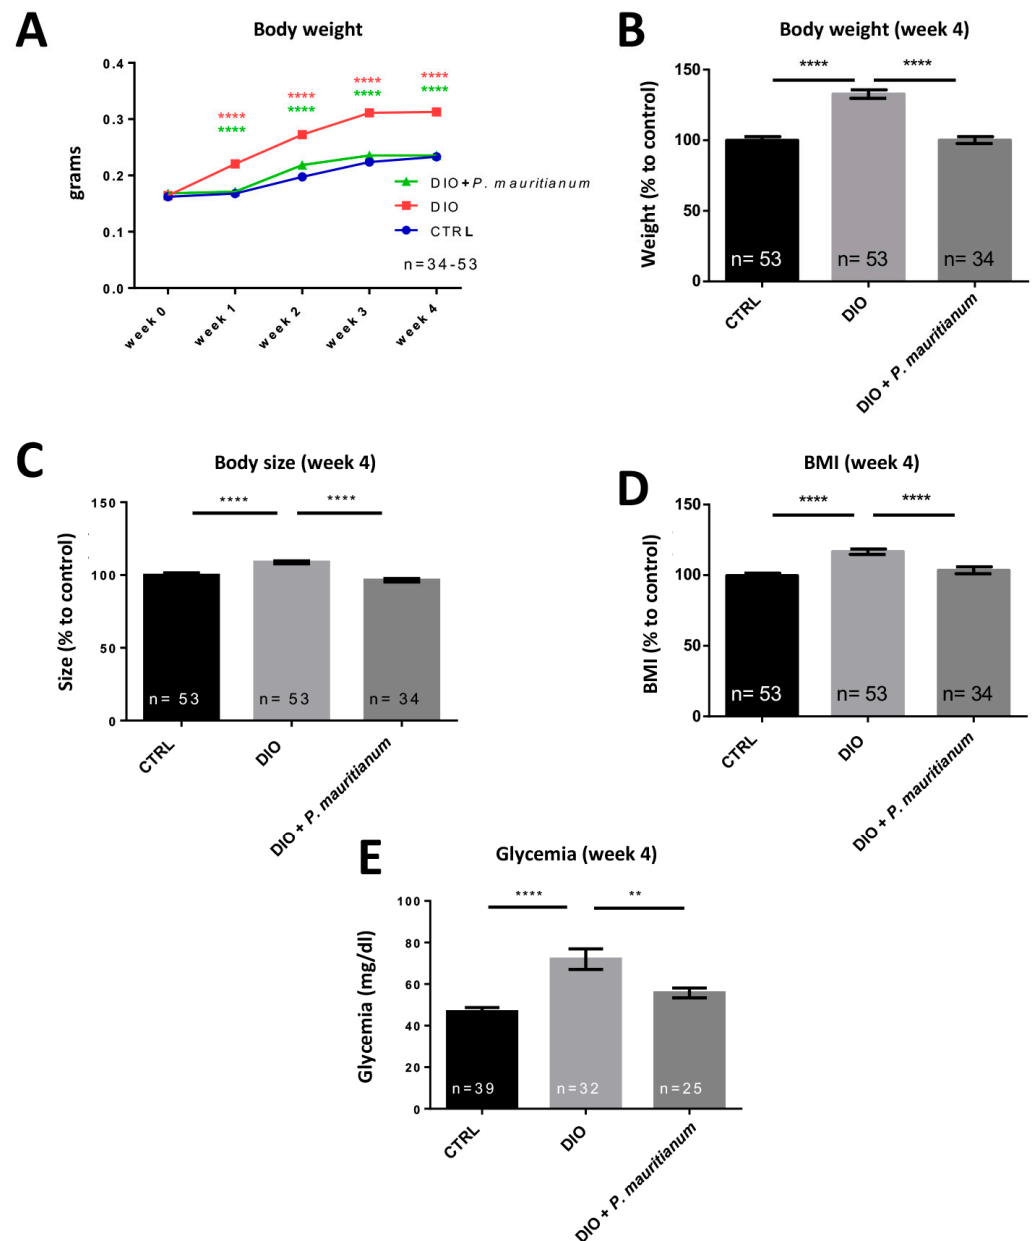 A
Body weight
0.4
0.3
0.2
0.1
0.0
grams
****
****
****
****
****
****
****
****
DIO+P. mauritianum
DIO
CTRL
n=34-53
week 0
week 1
week 2
week 3
week 4
B
Body weight (week 4)
150
100
50
0
Weight (% to control)
****
****
n= 53
n= 53
n= 34
CTRL
DIO
DIO + P. mauritianum
C
Body size (week 4)
150
100
50
0
Size (% to control)
****
****
n= 53
n= 53
n= 34
CTRL
DIO
DIO + P. mauritianum
D
BMI (week 4)
150
100
50
0
BMI (% to control)
****
****
n= 53
n= 53
n= 34
CTRL
DIO
DIO + P. mauritianum
E
Glycemia (week 4)
100
80
60
40
20
0
Glycemia (mg/dl)
****
**
n=39
n=32
n=25
CTRL
DIO
DIO + P. mauritianum